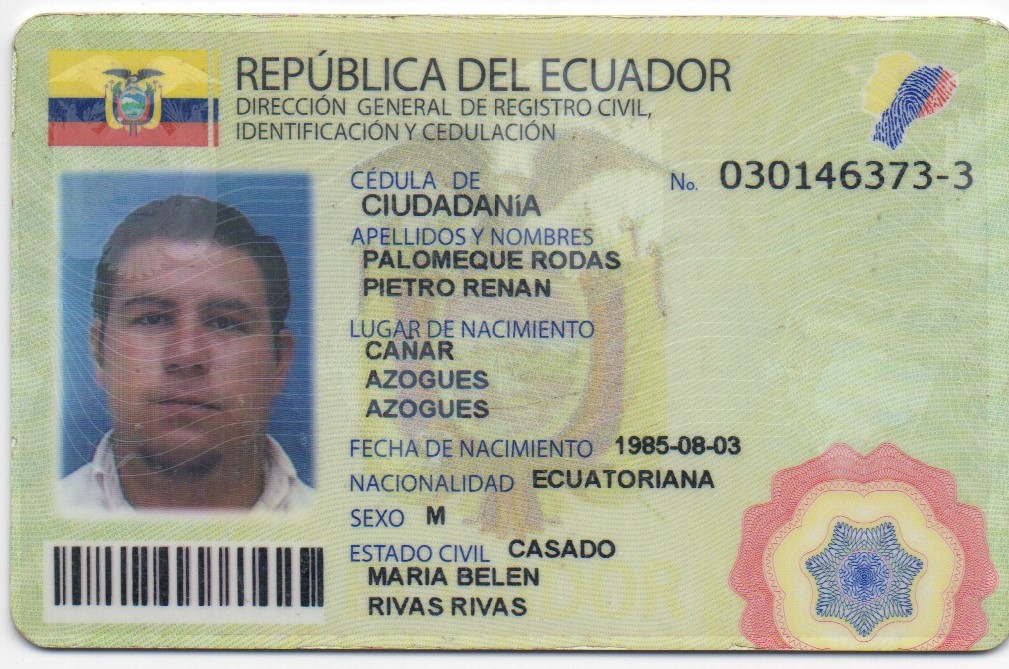 REPÚBLICA DEL ECUADOR
DIRECCIÓN GENERAL DE REGISTRO CIVIL,
IDENTIFICACIÓN Y CEDULACIÓN
CÉDULA DE
No. 030146373-3
CIUDADANíA
APELLIDOS Y NOMBRES
PALOMEQUE RODAS
PIETRO RENAN
LUGAR DE NACIMIENTO
CAÑAR
AZOGUES
AZOGUES
FECHA DE NACIMIENTO 1985-08-03
NACIONALIDAD ECUATORIANA
SEXO M
ESTADO CIVIL CASADO
MARIA BELEN
RIVAS RIVAS